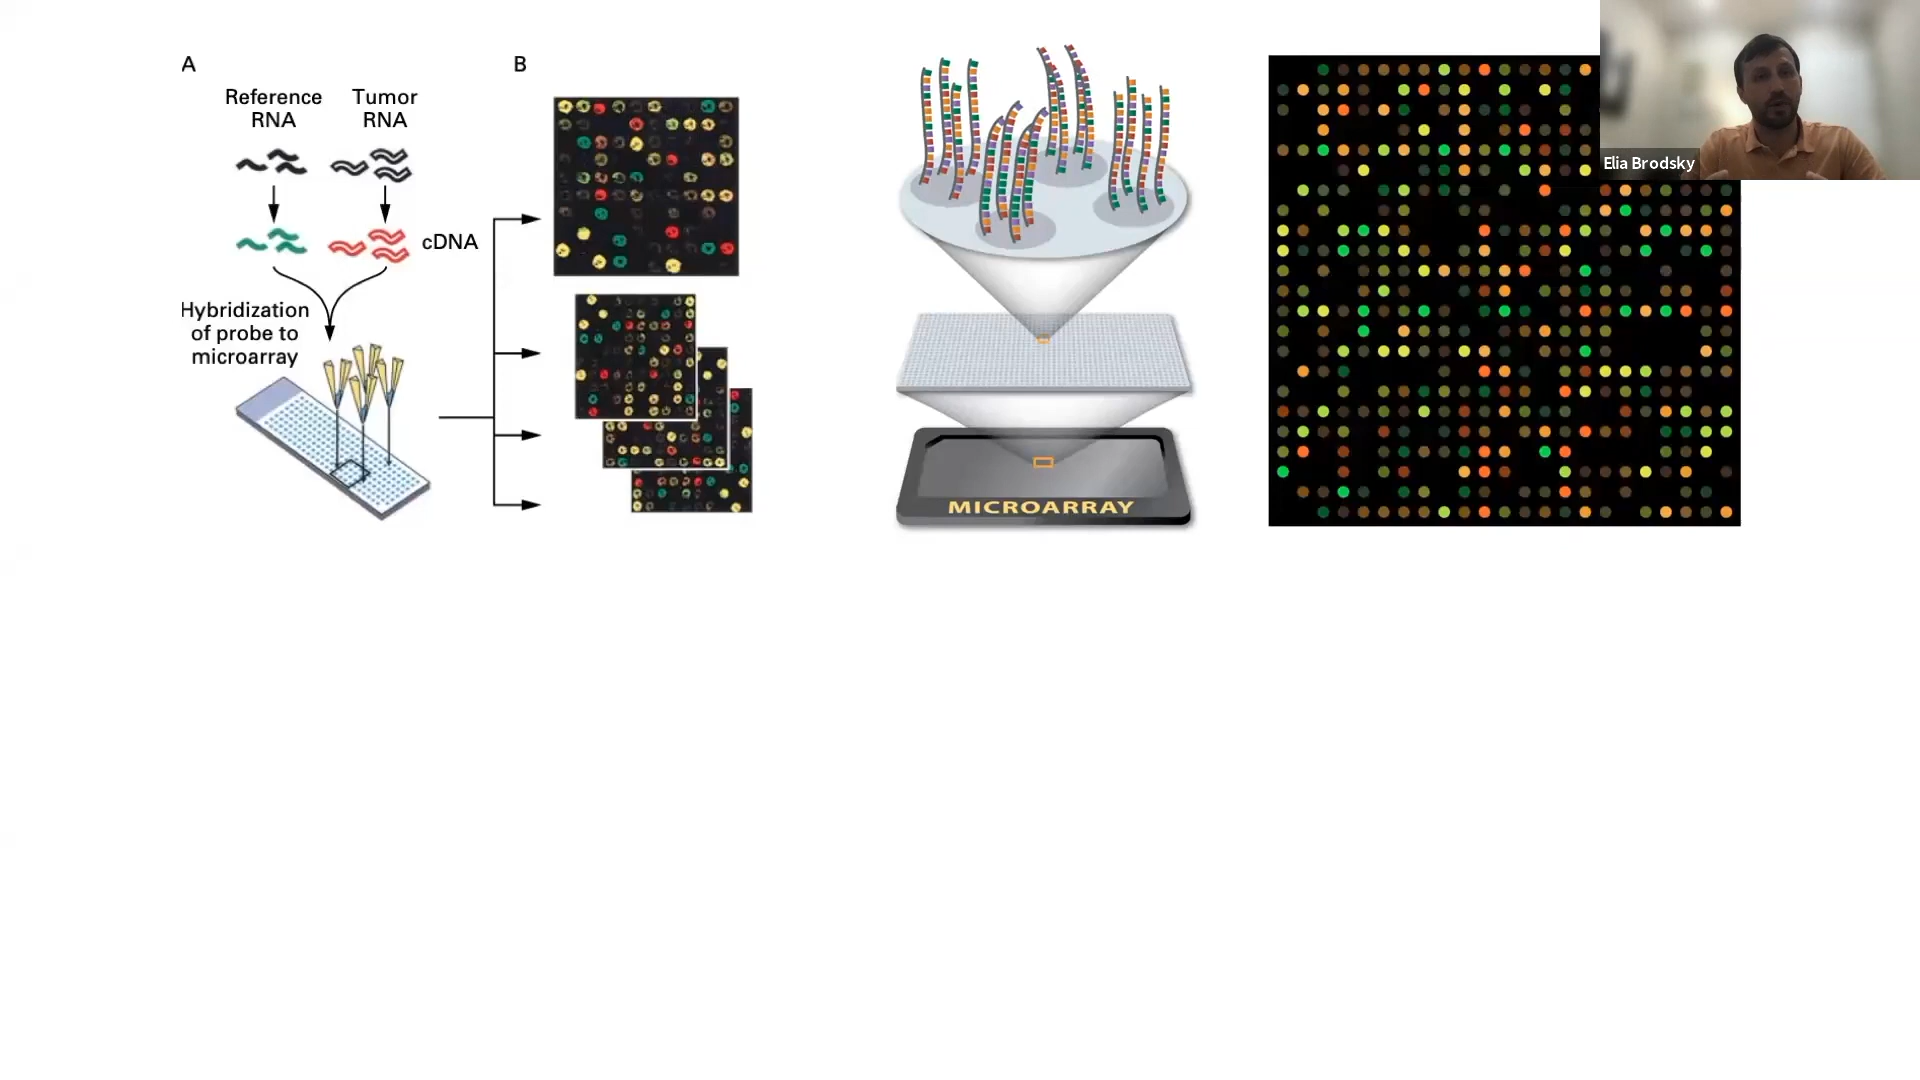 A
Reference
RNA
Tumor
RNA
cDNA
Hybridization
of probe to
microarray
B
MICROARRAY
Elia Brodsky